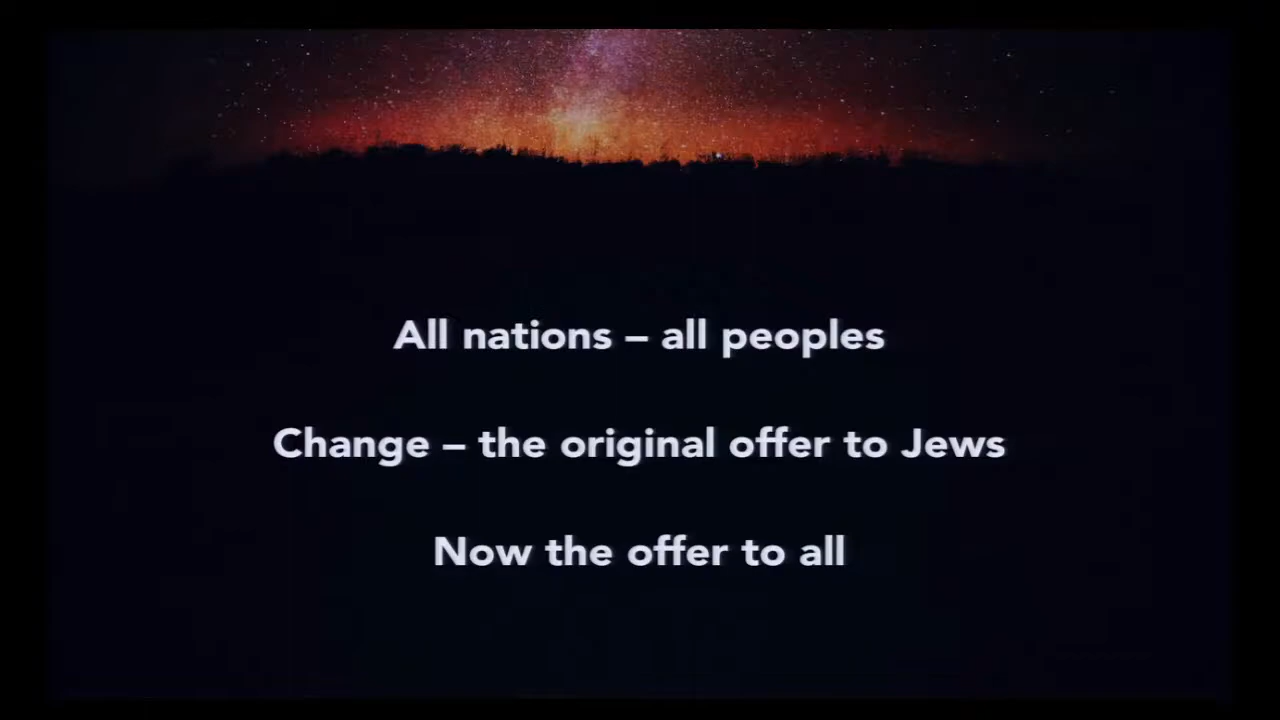 All nations – all peoples
Change – the original offer to Jews
Now the offer to all